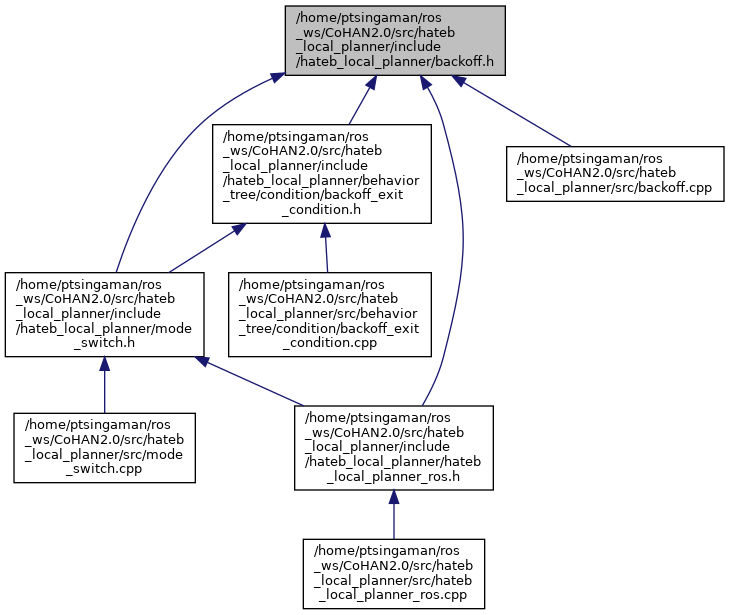 /home/ptsingaman/ros
_ws/CoHAN2.0/src/hateb
_local_planner/include
/hateb_local_planner/backoff.h
/home/ptsingaman/ros
_ws/CoHAN2.0/src/hateb
_local_planner/include
/hateb_local_planner/behavior
_tree/condition/backoff_exit
_condition.h
/home/ptsingaman/ros
_ws/CoHAN2.0/src/hateb
_local_planner/src/backoff.cpp
/home/ptsingaman/ros
_ws/CoHAN2.0/src/hateb
_local_planner/include
/hateb_local_planner/mode
_switch.h
/home/ptsingaman/ros
_ws/CoHAN2.0/src/hateb
_local_planner/src/behavior
_tree/condition/backoff_exit
_condition.cpp
/home/ptsingaman/ros
_ws/CoHAN2.0/src/hateb
_local_planner/src/mode
_switch.cpp
/home/ptsingaman/ros
_ws/CoHAN2.0/src/hateb
_local_planner/include
/hateb_local_planner/hateb
_local_planner_ros.h
/home/ptsingaman/ros
_ws/CoHAN2.0/src/hateb
_local_planner/src/hateb
_local_planner_ros.cpp